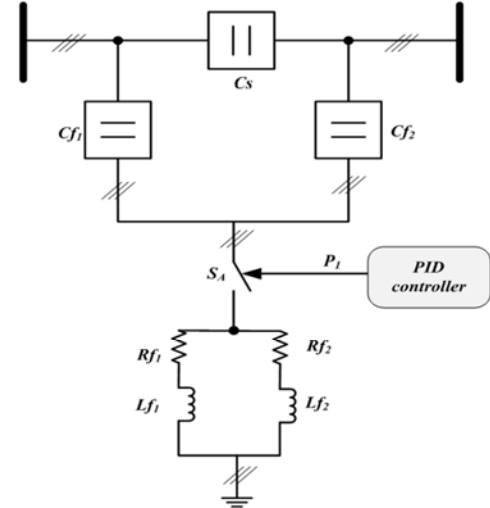 Cs
Cf1
Cf2
SA
P1
PID
controller
Rf1
Rf2
Lf1
Lf2